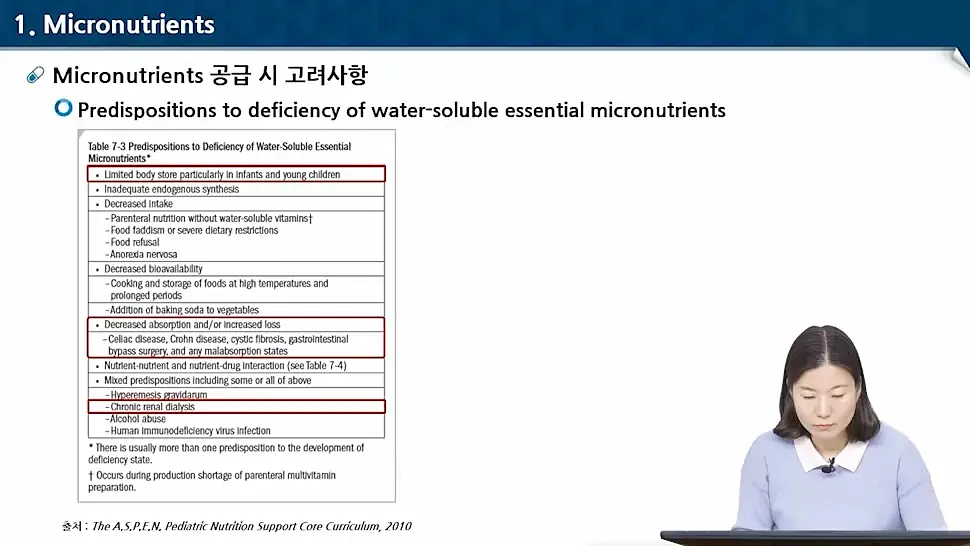 1. Micronutrients
Micronutrients 공급 시 고려사항
Predispositions to deficiency of water-soluble essential micronutrients
Table 7-3 Predispositions to Deficiency of Water-Soluble Essential
Micronutrients*
• Limited body store particularly in infants and young children
• Inadequate endogenous synthesis
• Decreased intake
– Parenteral nutrition without water-soluble vitamins†
– Food faddism or severe dietary restrictions
– Food refusal
– Anorexia nervosa
• Decreased bioavailability
– Cooking and storage of foods at high temperatures and
prolonged periods
– Addition of baking soda to vegetables
• Decreased absorption and/or increased loss
– Celiac disease, Crohn disease, cystic fibrosis, gastrointestinal
bypass surgery, and any malabsorption states
• Nutrient-nutrient and nutrient-drug interaction (see Table 7-4)
• Mixed predispositions including some or all of above
– Hyperemesis gravidarum
– Chronic renal dialysis
– Alcohol abuse
– Human immunodeficiency virus infection
* There is usually more than one predisposition to the development of
deficiency state.
† Occurs during production shortage of parenteral multivitamin
preparation.
출처 : The A.S.P.E.N. Pediatric Nutrition Support Core Curriculum, 2010